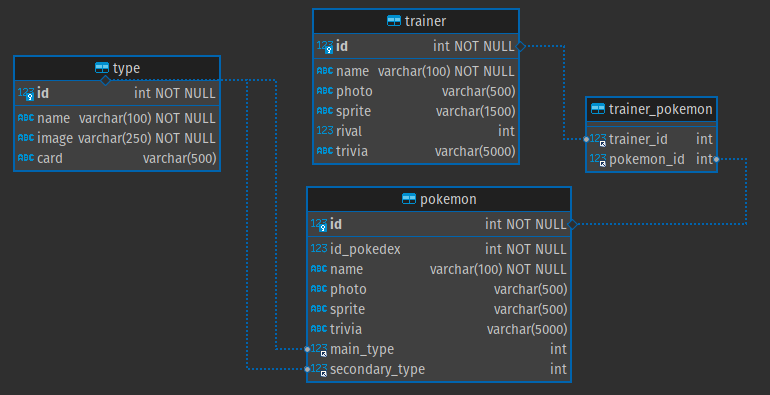 type
123 id int NOT NULL
ABC name varchar(100) NOT NULL
ABC image varchar(250) NOT NULL
ABC card varchar(500)
trainer
123 id int NOT NULL
ABC name varchar(100) NOT NULL
ABC photo varchar(500)
ABC sprite varchar(1500)
123 rival int
ABC trivia varchar(5000)
trainer_pokemon
123 trainer_id int
123 pokemon_id int
pokemon
123 id int NOT NULL
123 id_pokedex int NOT NULL
ABC name varchar(100) NOT NULL
ABC photo varchar(500)
ABC sprite varchar(500)
ABC trivia varchar(5000)
123 main_type int
123 secondary_type int